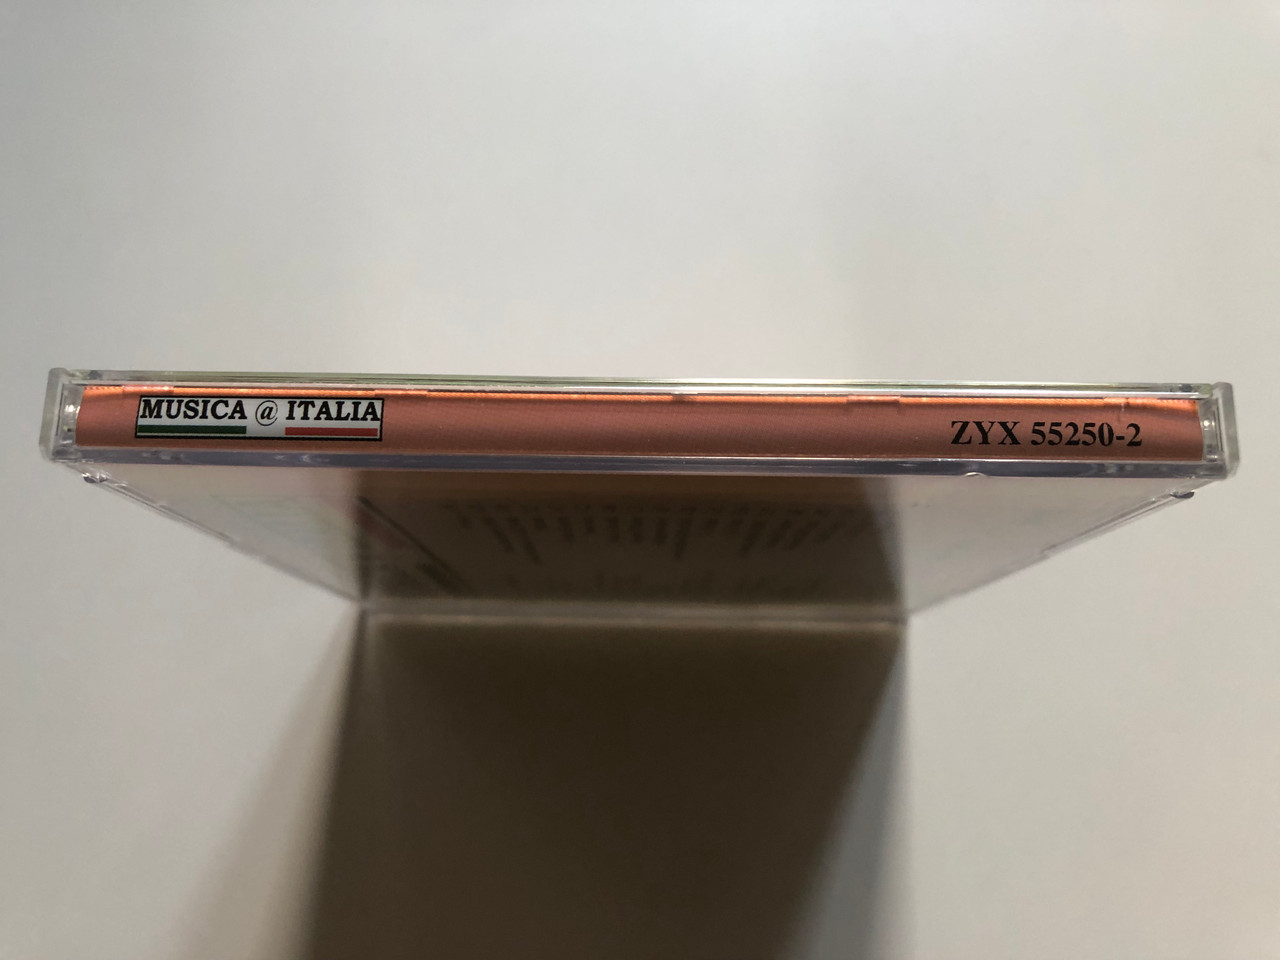 MUSICA @ ITALIA
ZYX 55250-2